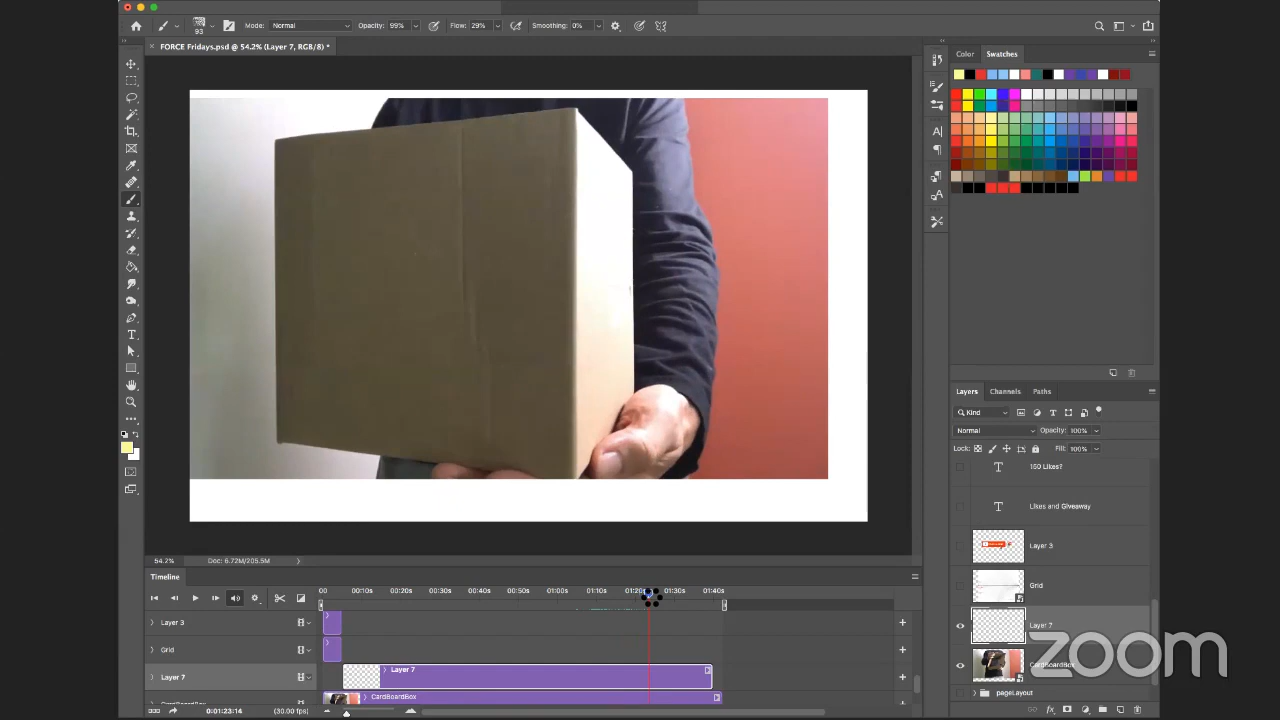 93 Mode: Normal Opacity: 99% Flow: 29% Smoothing: 0%
FORCE Fridays.psd @ 54.2% (Layer 7, RGB/8) *
Color Swatches
Layers Channels Paths
Kind
Normal Opacity: 100%
Lock: Fill: 100%
150 Likes?
Likes and Giveaway
Layer 3
Grid
Layer 7
CardBoardBox
pageLayout
zoom
54.2% Doc: 6.72M/205.5M
Timeline
00 00:10s 00:20s 00:30s 00:40s 00:50s 01:00s 01:10s 01:20s 01:30s 01:40s
Layer 3
Grid
Layer 7 Layer 7
CardBoardBox
0:01:23:14 (30.00 fps)